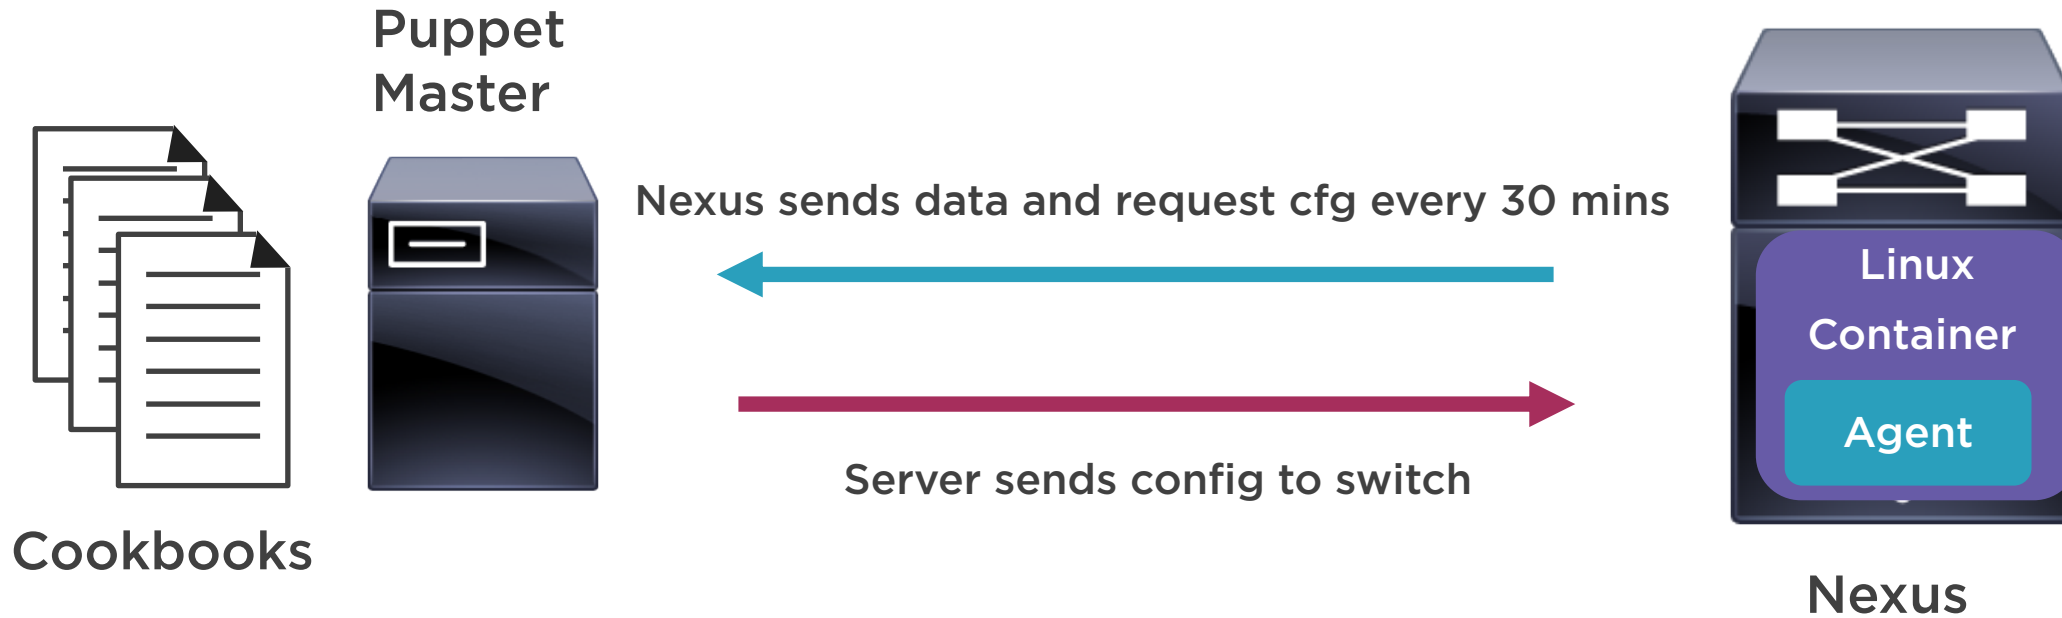 Puppet
Master
Cookbooks
Nexus sends data and request cfg every 30 mins
Server sends config to switch
Linux
Container
Agent
Nexus